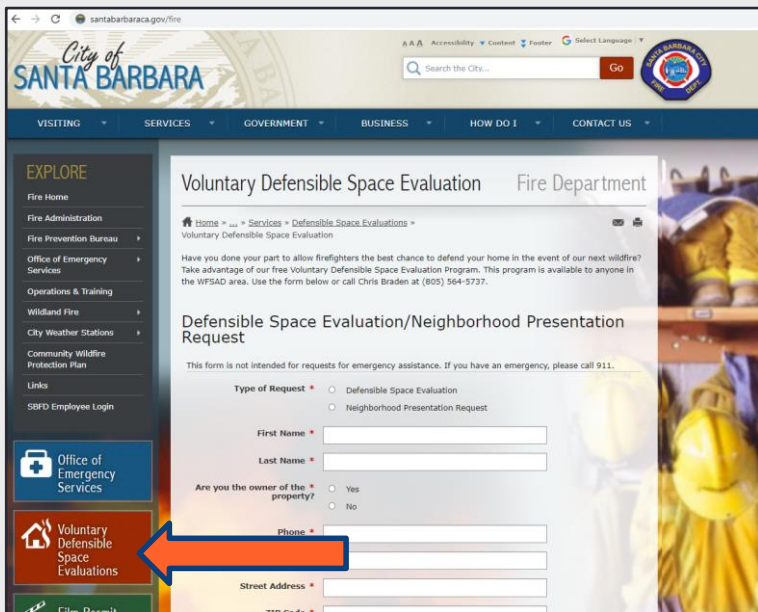 santabarbaraca.gov/fire
City of
SANTA BARBARA
A A A Accessibility Content Footer Select Language
Search the City...
Go
SANTA BARBARA CITY
FIRE
DEPT.
VISITING SERVICES GOVERNMENT BUSINESS HOW DO I CONTACT US
EXPLORE
Fire Home
Fire Administration
Fire Prevention Bureau
Office of Emergency
Services
Operations & Training
Wildland Fire
City Weather Stations
Community Wildfire
Protection Plan
Links
SBFD Employee Login
Office of
Emergency
Services
Voluntary
Defensible
Space
Evaluations
Film Permit
Voluntary Defensible Space Evaluation Fire Department
Home » ... » Services » Defensible Space Evaluations »
Voluntary Defensible Space Evaluation
Have you done your part to allow firefighters the best chance to defend your home in the event of our next wildfire?
Take advantage of our free Voluntary Defensible Space Evaluation Program. This program is available to anyone in
the WFSAD area. Use the form below or call Chris Braden at (805) 564-5737.
Defensible Space Evaluation/Neighborhood Presentation
Request
This form is not intended for requests for emergency assistance. If you have an emergency, please call 911.
Type of Request * Defensible Space Evaluation
Neighborhood Presentation Request
First Name *
Last Name *
Are you the owner of the * Yes
property?
No
Phone *
Street Address *
ZIP Code *